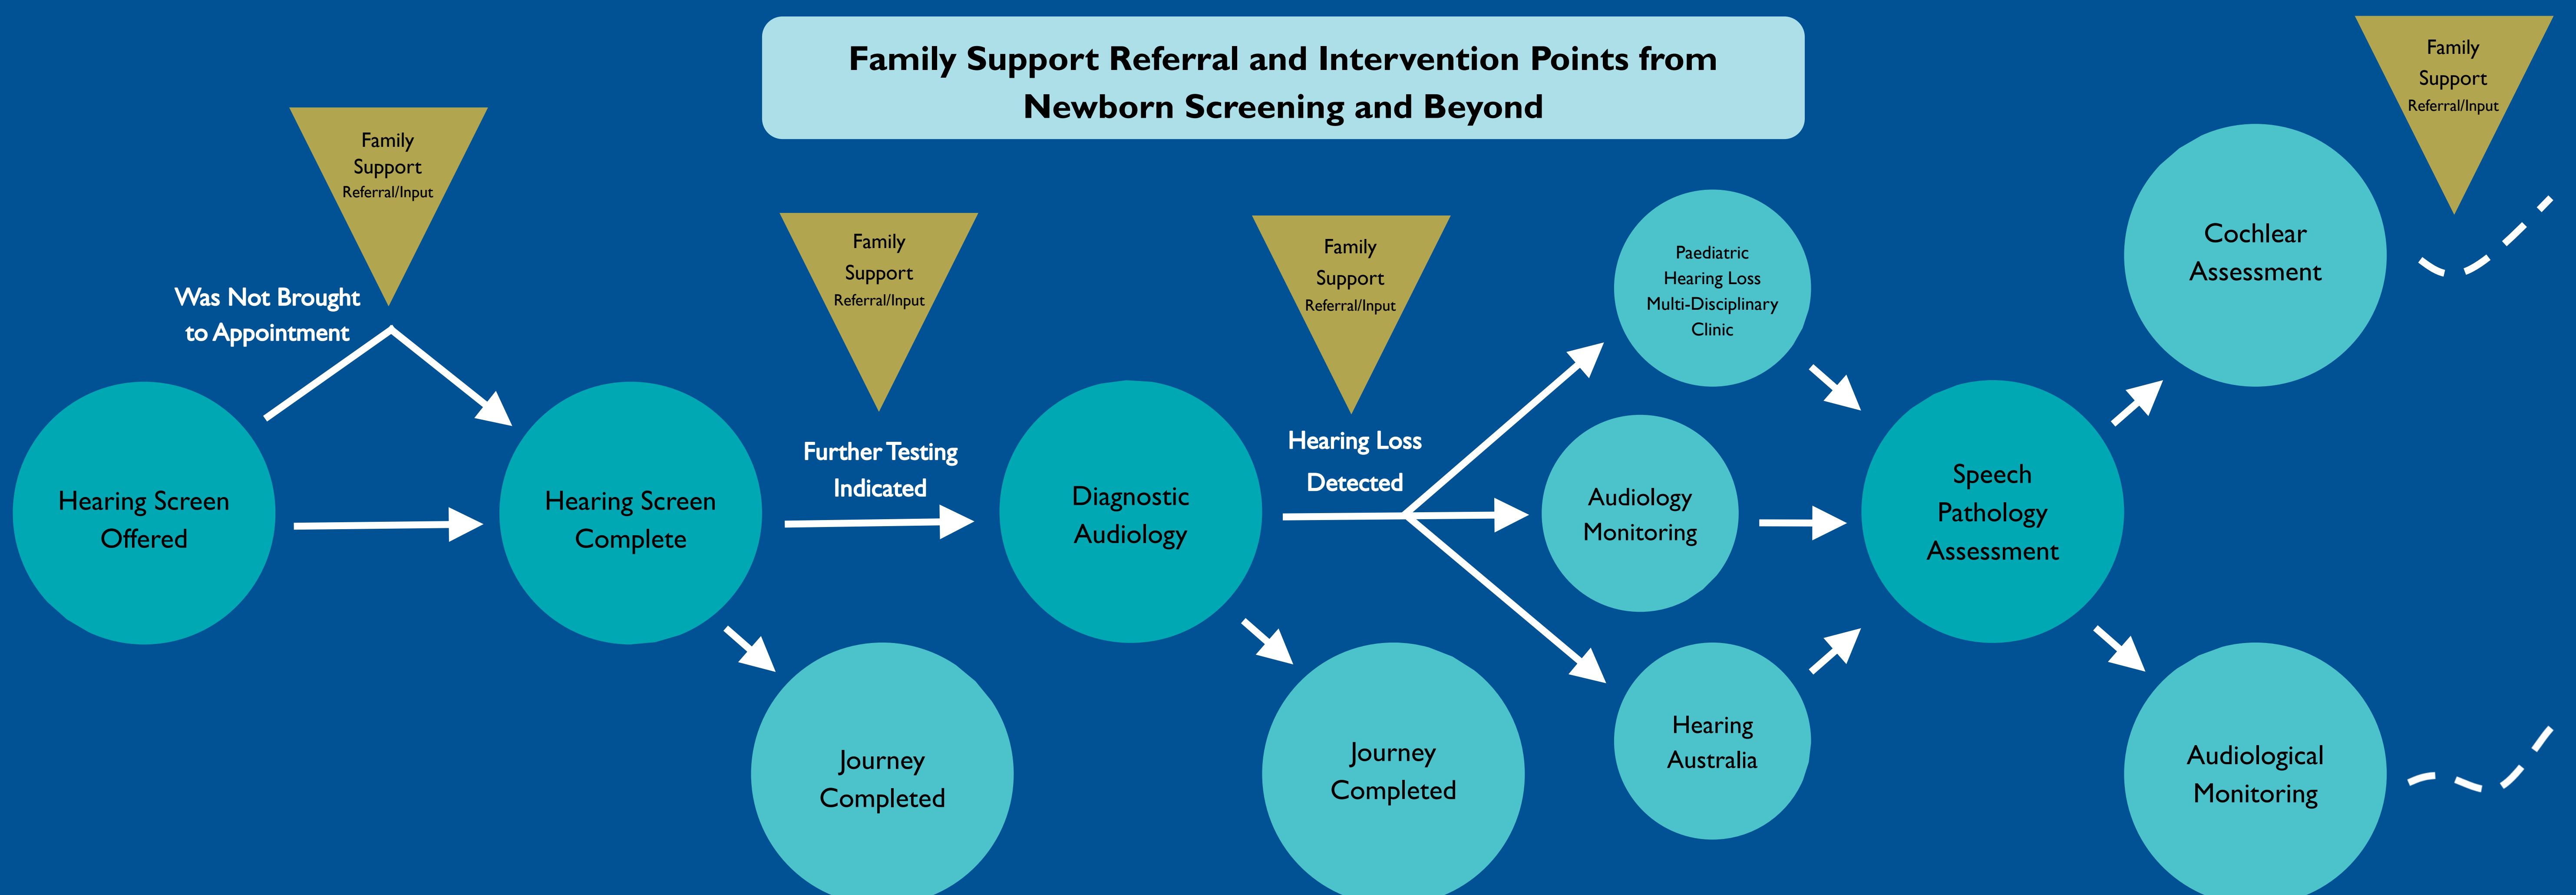 Family Support Referral and Intervention Points from
Newborn Screening and Beyond
Family
Support
Referral/Input
Was Not Brought
to Appointment
Hearing Screen
Offered
Hearing Screen
Complete
Family
Support
Referral/Input
Further Testing
Indicated
Journey
Completed
Diagnostic
Audiology
Family
Support
Referral/Input
Hearing Loss
Detected
Journey
Completed
Paediatric
Hearing Loss
Multi-Disciplinary
Clinic
Audiology
Monitoring
Hearing
Australia
Speech
Pathology
Assessment
Cochlear
Assessment
Family
Support
Referral/Input
Audiological
Monitoring